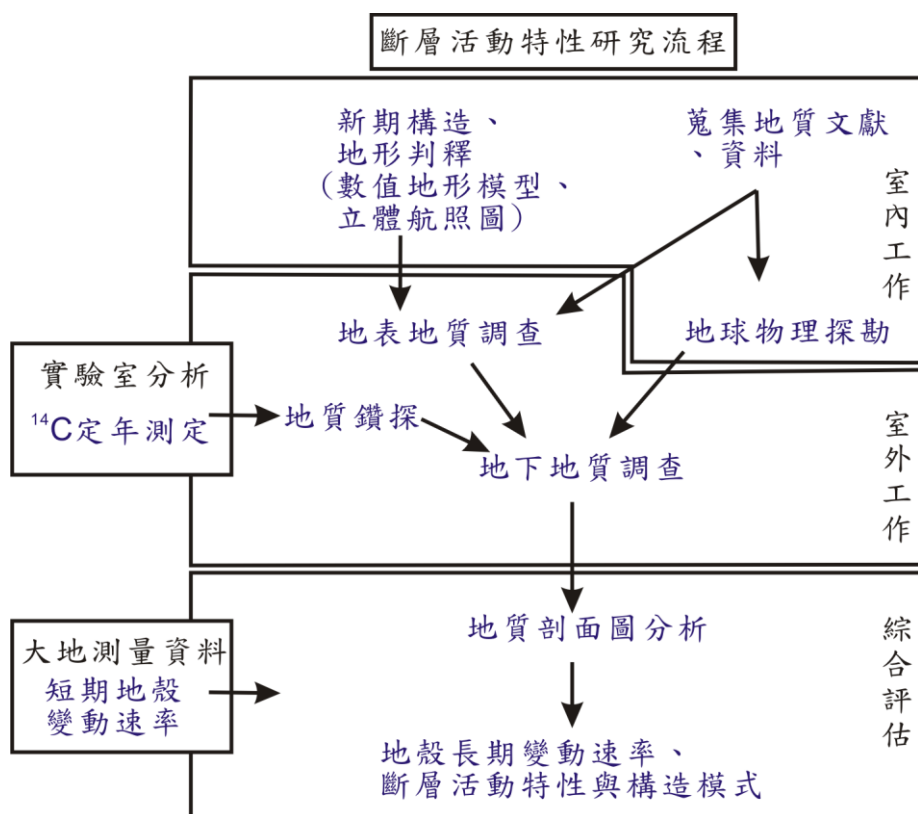 斷層活動特性研究流程
新期構造、
地形判釋
(數值地形模型、
立體航照圖)
蒐集地質文獻
、資料
室內工作
地表地質調查
地球物理探勘
實驗室分析
¹⁴C定年測定
地質鑽探
地下地質調查
室外工作
地質剖面圖分析
大地測量資料
短期地殼
變動速率
綜合評估
地殼長期變動速率、
斷層活動特性與構造模式